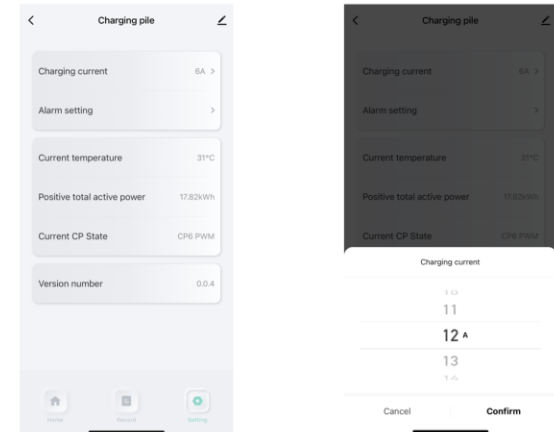 Charging pile
Charging current 6A >
Alarm setting >
Current temperature 31°C
Positive total active power 17.82kWh
Current CP State CP6 PWM
Version number 0.0.4
Home Record Setting
Charging pile
Charging current 6A >
Alarm setting >
Current temperature 31°C
Positive total active power 17.82kWh
Current CP State CP6 PWM
Charging current
10
11
12 A
13
14
Cancel Confirm